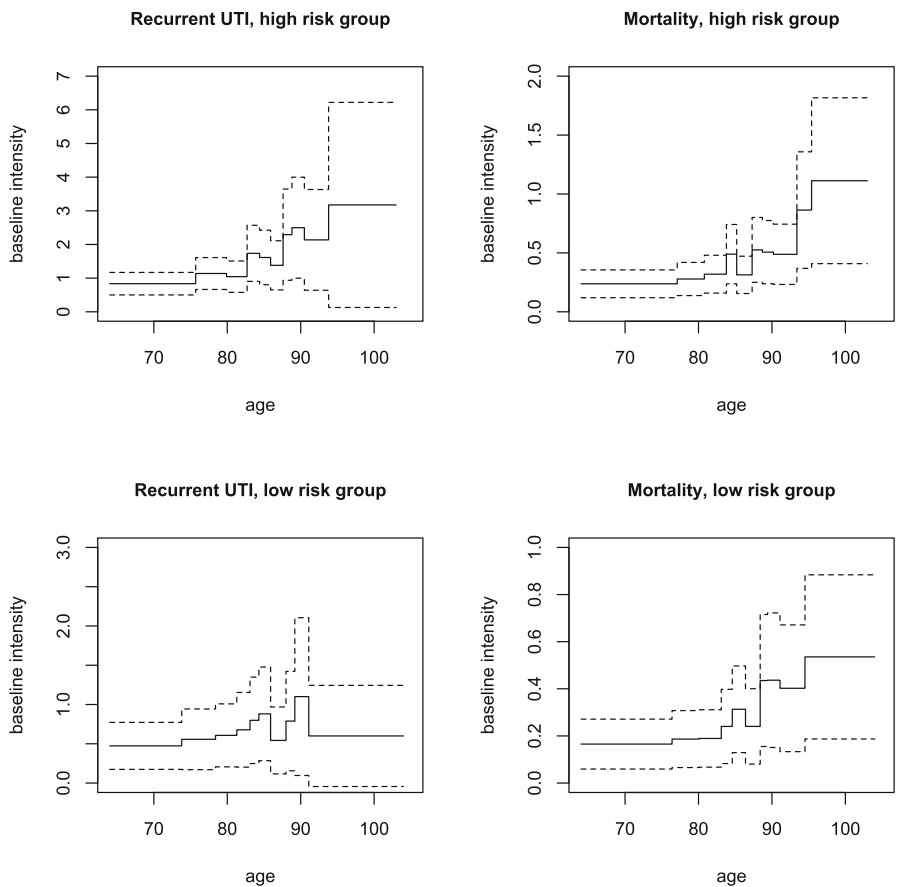 Recurrent UTI, high risk group
baseline intensity
0 1 2 3 4 5 6 7
70 80 90 100
age
Mortality, high risk group
baseline intensity
0.0 0.5 1.0 1.5 2.0
70 80 90 100
age
Recurrent UTI, low risk group
baseline intensity
0.0 1.0 2.0 3.0
70 80 90 100
age
Mortality, low risk group
baseline intensity
0.0 0.2 0.4 0.6 0.8 1.0
70 80 90 100
age